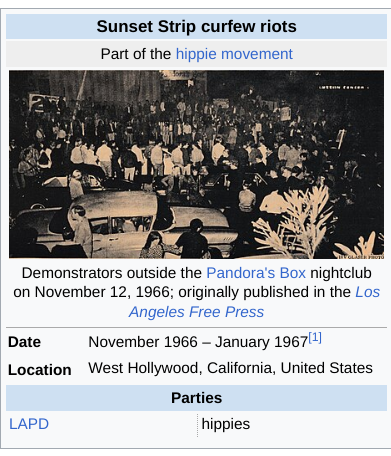 Sunset Strip curfew riots
Part of the hippie movement
Demonstrators outside the Pandora's Box nightclub
on November 12, 1966; originally published in the Los
Angeles Free Press
Date November 1966 – January 1967[1]
Location West Hollywood, California, United States
Parties
LAPD hippies